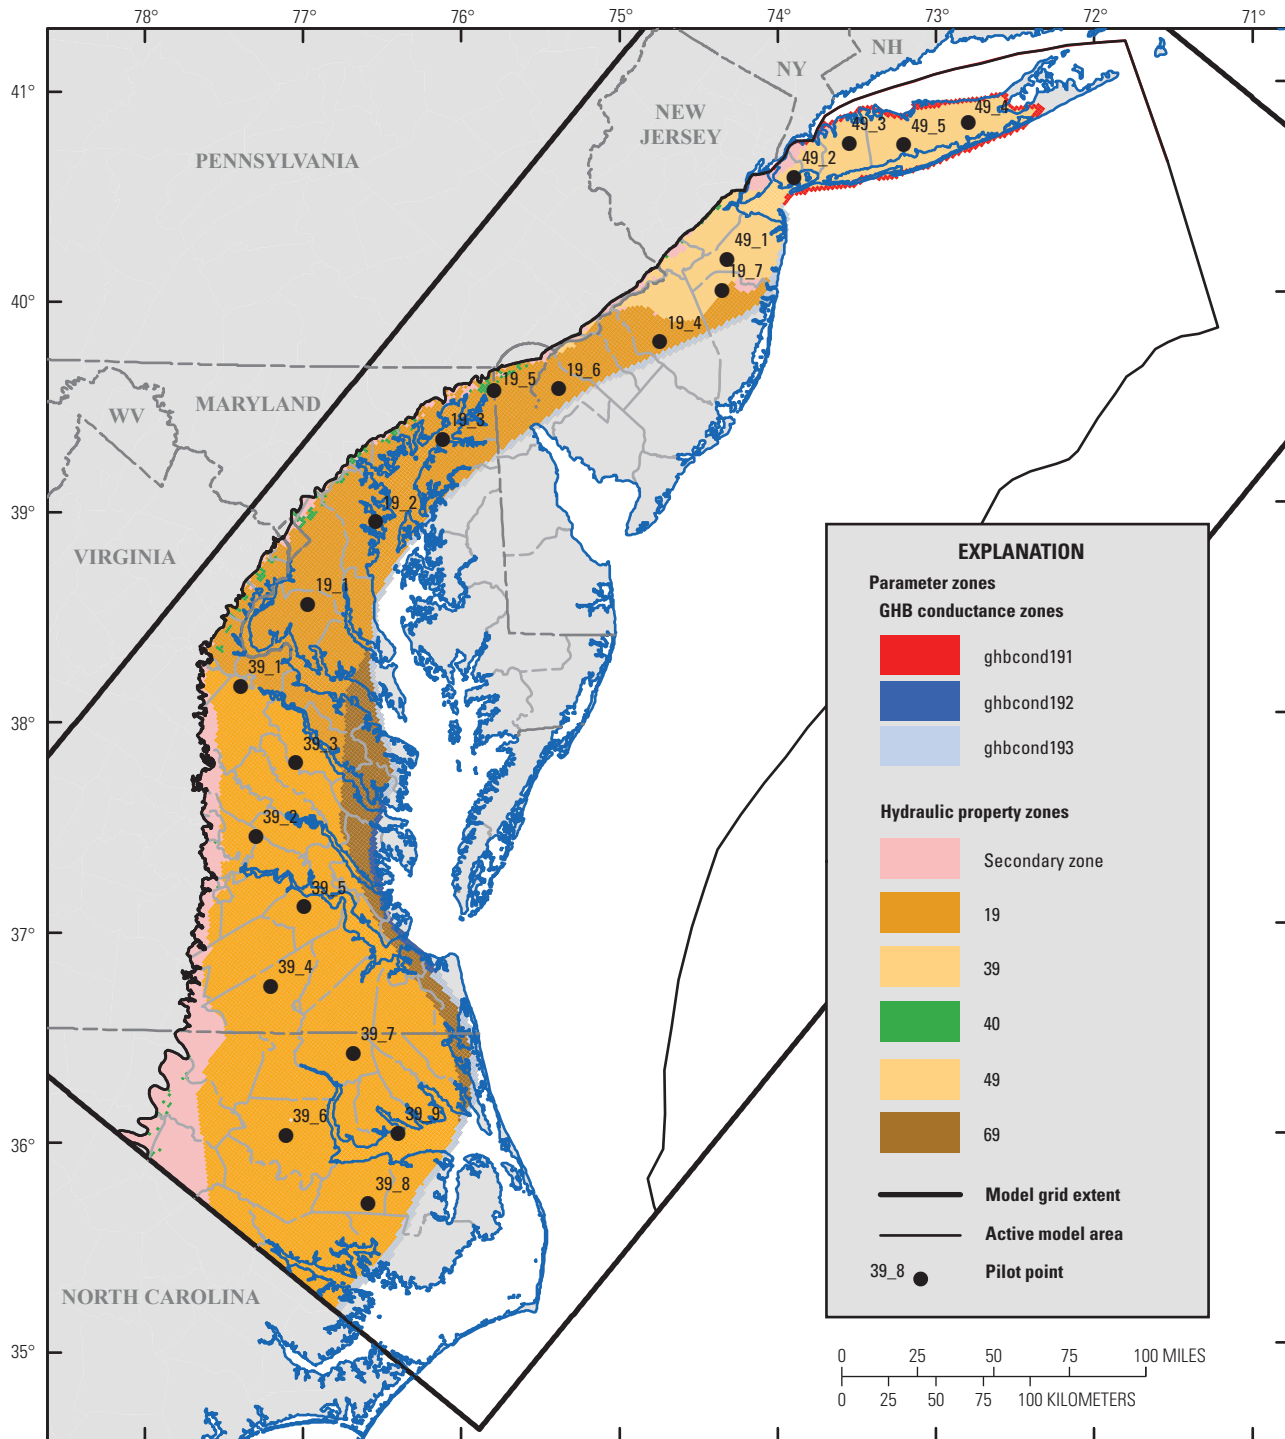 78° 77° 76° 75° 74° 73° 72° 71°
41°
40°
39°
38°
37°
36°
35°
NH
NY
NEW
JERSEY
PENNSYLVANIA
WV
MARYLAND
VIRGINIA
NORTH CAROLINA
49_4
49_3
49_5
49_2
49_1
19_7
19_4
19_6
19_5
19_3
19_2
19_1
39_1
39_3
39_2
39_5
39_4
39_7
39_6
39_9
39_8
EXPLANATION
Parameter zones
GHB conductance zones
ghbcond191
ghbcond192
ghbcond193
Hydraulic property zones
Secondary zone
19
39
40
49
69
Model grid extent
Active model area
39_8 Pilot point
0 25 50 75 100 MILES
0 25 50 75 100 KILOMETERS